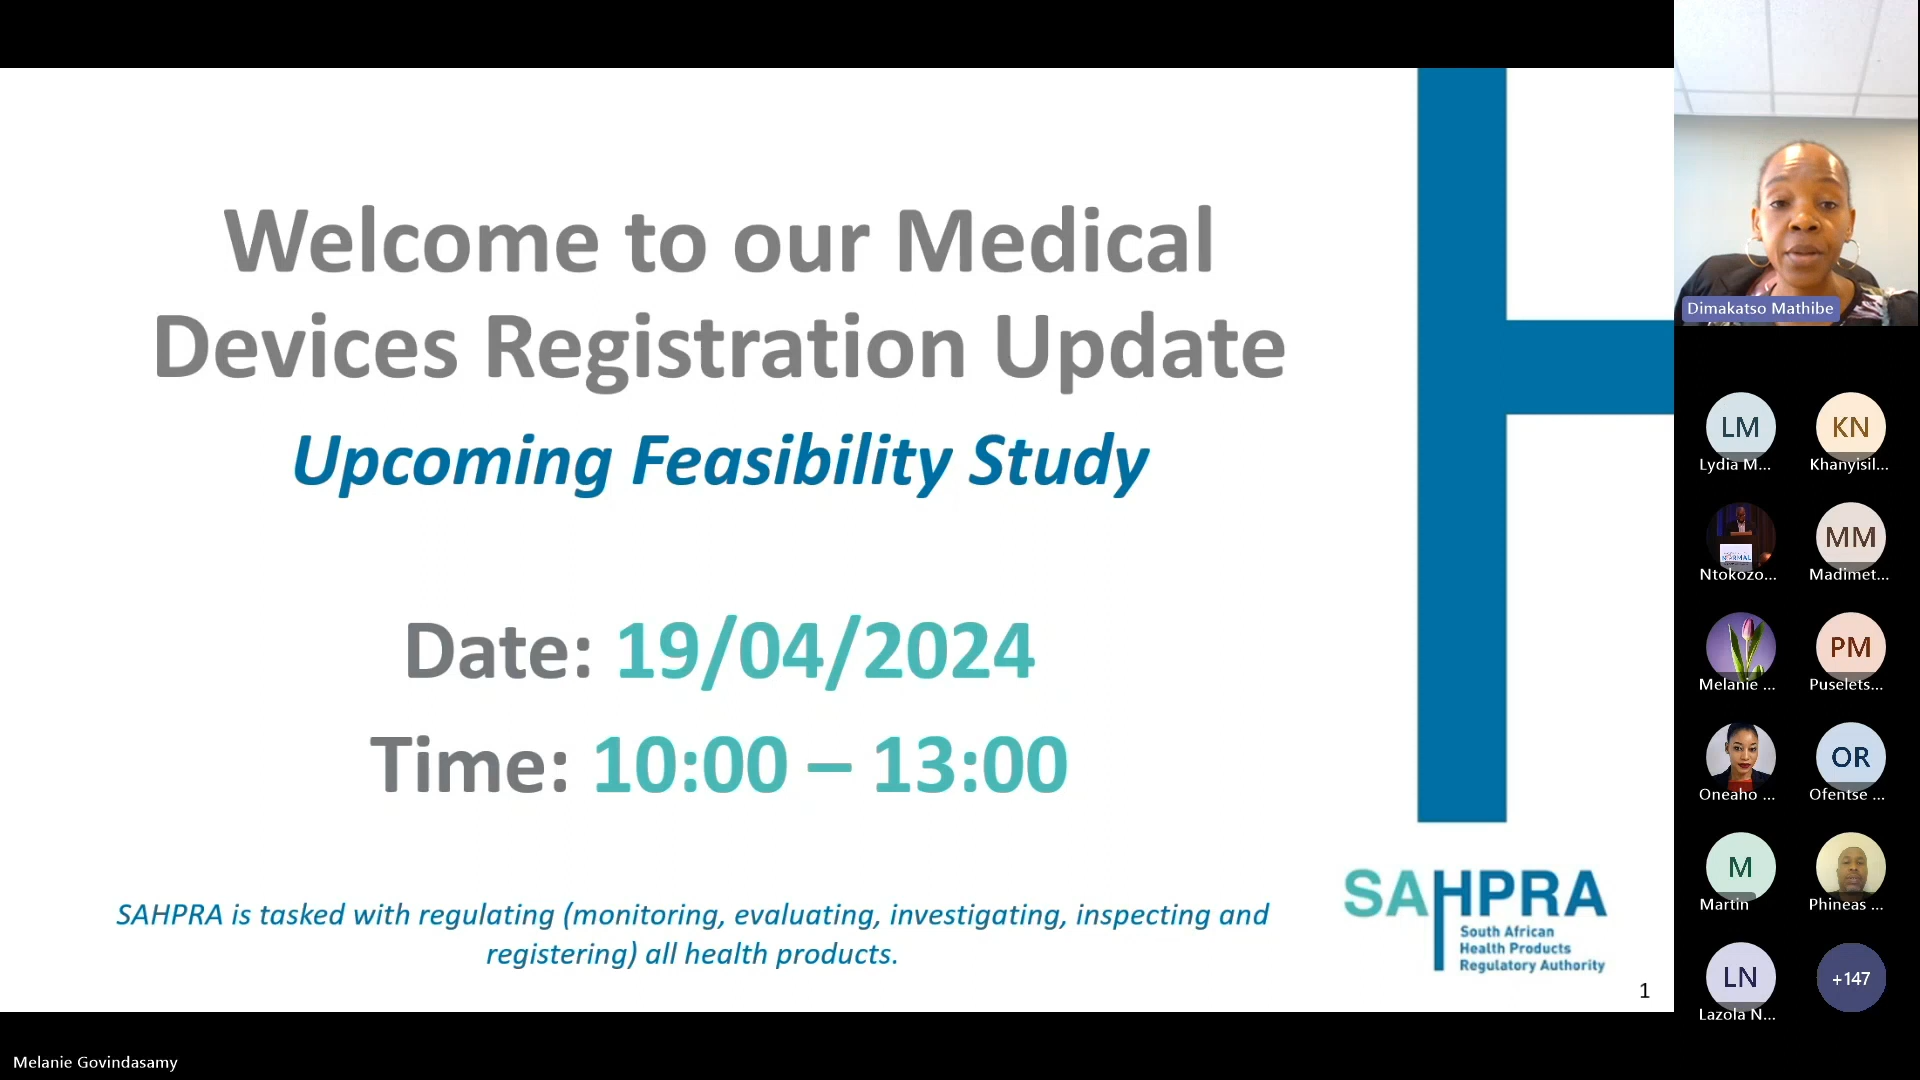 Welcome to our Medical
Devices Registration Update
Upcoming Feasibility Study
Date: 19/04/2024
Time: 10:00 – 13:00
SAHPRA is tasked with regulating (monitoring, evaluating, investigating, inspecting and
registering) all health products.
SAHPRA
South African
Health Products
Regulatory Authority
1
Melanie Govindasamy
Dimakatso Mathibe
LM
KN
Lydia M...
Khanyisil...
NORMAL
MM
Ntokozo...
Madimet...
PM
Melanie ...
Puselets...
OR
Oneaho ...
Ofentse ...
M
Martin
Phineas ...
LN
+147
Lazola N...